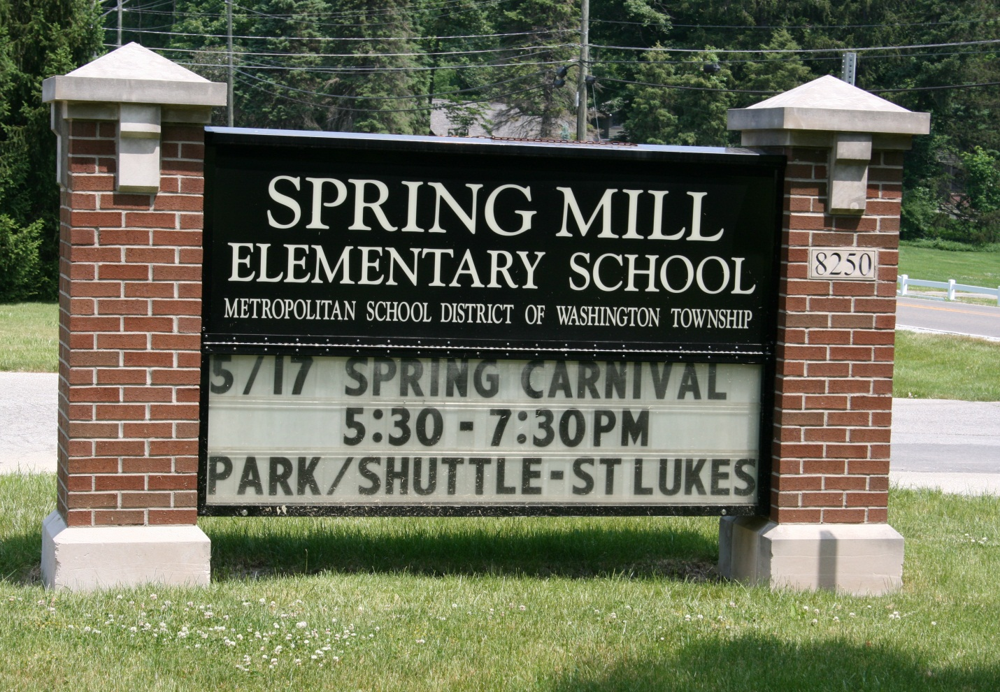 SPRING MILL
ELEMENTARY SCHOOL
METROPOLITAN SCHOOL DISTRICT OF WASHINGTON TOWNSHIP
8250
5/17 SPRING CARNIVAL
5:30 - 7:30PM
PARK/SHUTTLE-ST LUKES